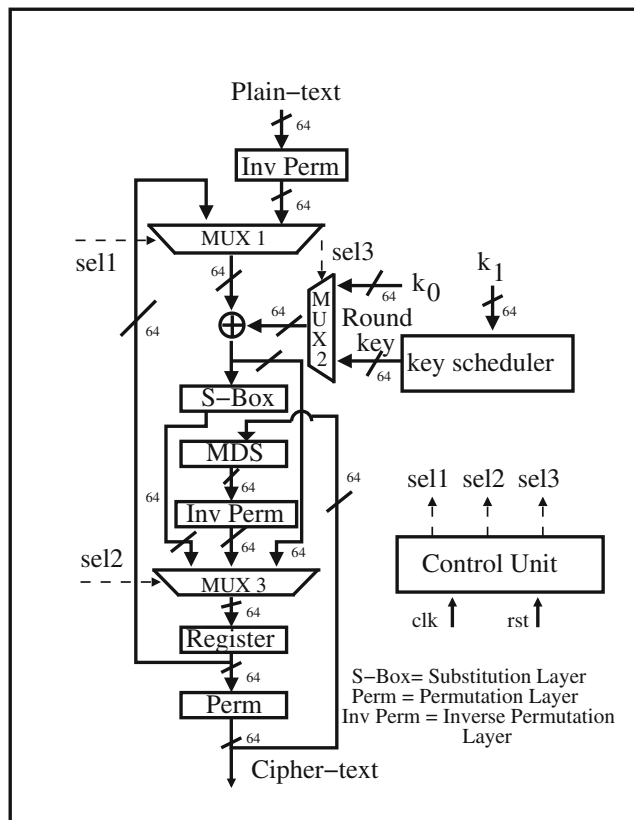 Plain−text
64
Inv Perm
64
MUX 1
sel1
sel3
64
64
64
64
k0
k1
64
MUX2
Round
key
64
key scheduler
S−Box
MDS
64
64
64
Inv Perm
64
64
sel2
MUX 3
64
Register
64
Perm
64
Cipher−text
sel1 sel2 sel3
Control Unit
clk rst
S−Box= Substitution Layer
Perm = Permutation Layer
Inv Perm = Inverse Permutation
Layer